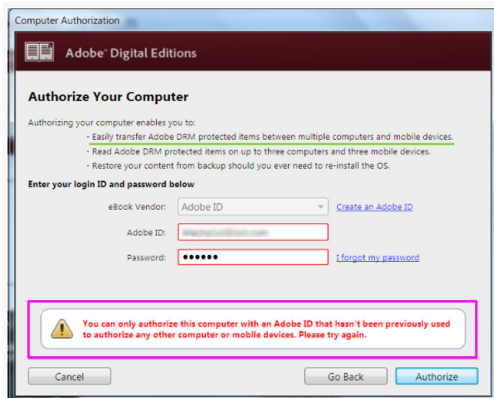 Computer Authorization
Adobe® Digital Editions
Authorize Your Computer
Authorizing your computer enables you to:
- Easily transfer Adobe DRM protected items between multiple computers and mobile devices.
- Read Adobe DRM protected items on up to three computers and three mobile devices.
- Restore your content from backup should you ever need to re-install the OS.
Enter your login ID and password below
eBook Vendor: Adobe ID Create an Adobe ID
Adobe ID:
Password: ●●●●●● I forgot my password
You can only authorize this computer with an Adobe ID that hasn't been previously used
to authorize any other computer or mobile devices. Please try again.
Cancel Go Back Authorize